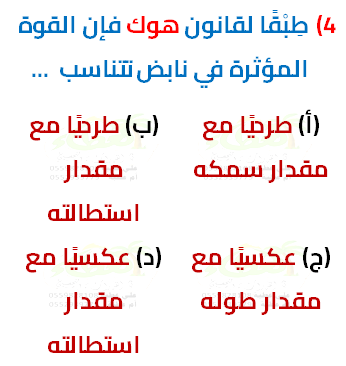 4) طِبْقًا لقانون هوك فإن القوة
المؤثرة في نابض تتناسب ...
(أ) طرديًا مع
مقدار سمكه
(ب) طرديًا مع
مقدار
استطالته
(ج) عكسيًا مع
مقدار طوله
(د) عكسيًا مع
مقدار
استطالته